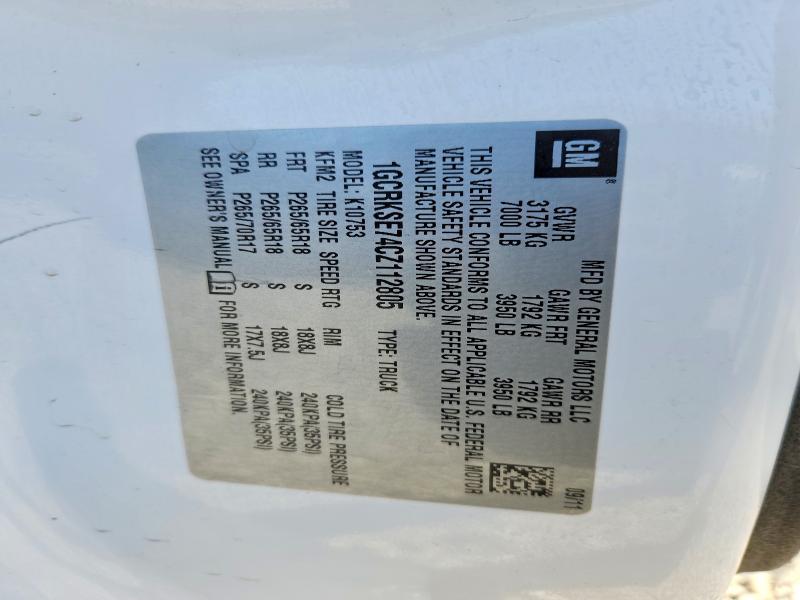 GM
®
MFD BY GENERAL MOTORS LLC 09/11
GVWR GAWR FRT GAWR RR
3175 KG 1792 KG 1792 KG
7000 LB 3950 LB 3950 LB
THIS VEHICLE CONFORMS TO ALL APPLICABLE U.S. FEDERAL MOTOR
VEHICLE SAFETY STANDARDS IN EFFECT ON THE DATE OF
MANUFACTURE SHOWN ABOVE.
1GCRKSE74CZ112805 TYPE: TRUCK
MODEL: K10753
KFM2 TIRE SIZE SPEED RTG RIM COLD TIRE PRESSURE
FRT P265/65R18 S 18X8J 240KPA(35PSI)
RR P265/65R18 S 18X8J 240KPA(35PSI)
SPA P265/70R17 S 17X7.5J 240KPA(35PSI)
SEE OWNER'S MANUAL FOR MORE INFORMATION.